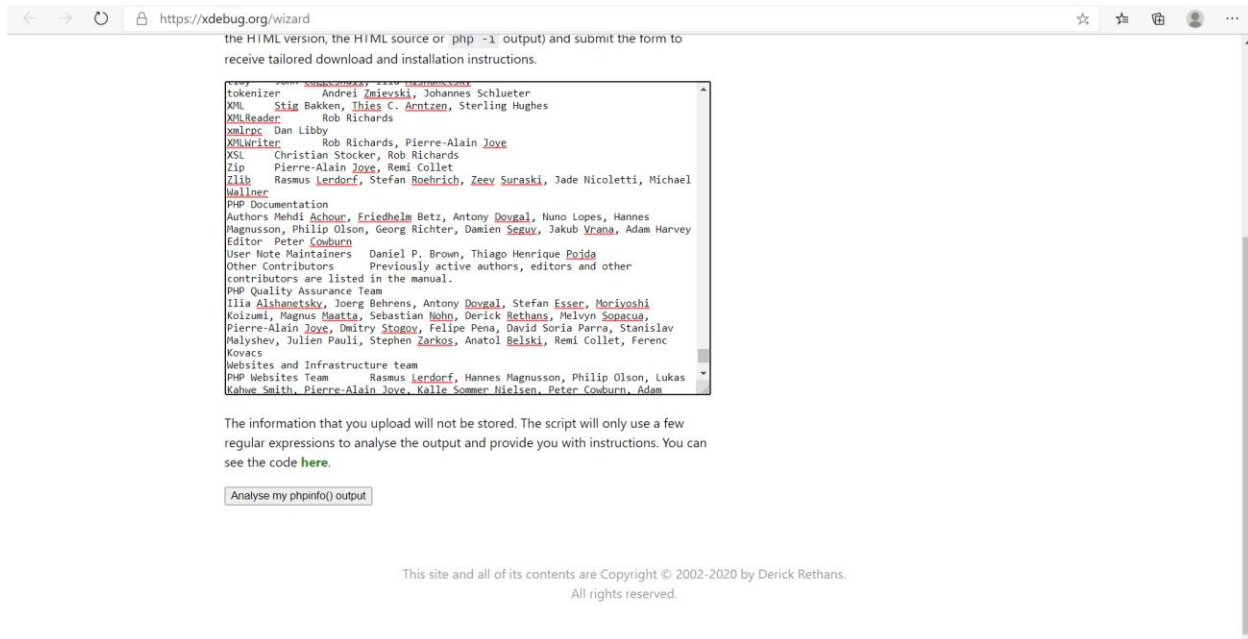 https://xdebug.org/wizard
the HTML version, the HTML source or php -i output) and submit the form to
receive tailored download and installation instructions.
tokenizer Andrei Zmievski, Johannes Schlueter
XML Stig Bakken, Thies C. Arntzen, Sterling Hughes
XMLReader Rob Richards
xmlrpc Dan Libby
XMLWriter Rob Richards, Pierre-Alain Joye
XSL Christian Stocker, Rob Richards
Zip Pierre-Alain Joye, Remi Collet
Zlib Rasmus Lerdorf, Stefan Roehrich, Zeev Suraski, Jade Nicoletti, Michael
Wallner
PHP Documentation
Authors Mehdi Achour, Friedhelm Betz, Antony Dovgal, Nuno Lopes, Hannes
Magnusson, Philip Olson, Georg Richter, Damien Seguy, Jakub Vrana, Adam Harvey
Editor Peter Cowburn
User Note Maintainers Daniel P. Brown, Thiago Henrique Pojda
Other Contributors Previously active authors, editors and other
contributors are listed in the manual.
PHP Quality Assurance Team
Ilia Alshanetsky, Joerg Behrens, Antony Dovgal, Stefan Esser, Moriyoshi
Koizumi, Magnus Maatta, Sebastian Nohn, Derick Rethans, Melvyn Sopacua,
Pierre-Alain Joye, Dmitry Stogov, Felipe Pena, David Soria Parra, Stanislav
Malyshev, Julien Pauli, Stephen Zarkos, Anatol Belski, Remi Collet, Ferenc
Kovacs
Websites and Infrastructure team
PHP Websites Team Rasmus Lerdorf, Hannes Magnusson, Philip Olson, Lukas
Kahwe Smith, Pierre-Alain Joye, Kalle Sommer Nielsen, Peter Cowburn, Adam
The information that you upload will not be stored. The script will only use a few
regular expressions to analyse the output and provide you with instructions. You can
see the code here.
Analyse my phpinfo() output
This site and all of its contents are Copyright © 2002-2020 by Derick Rethans.
All rights reserved.